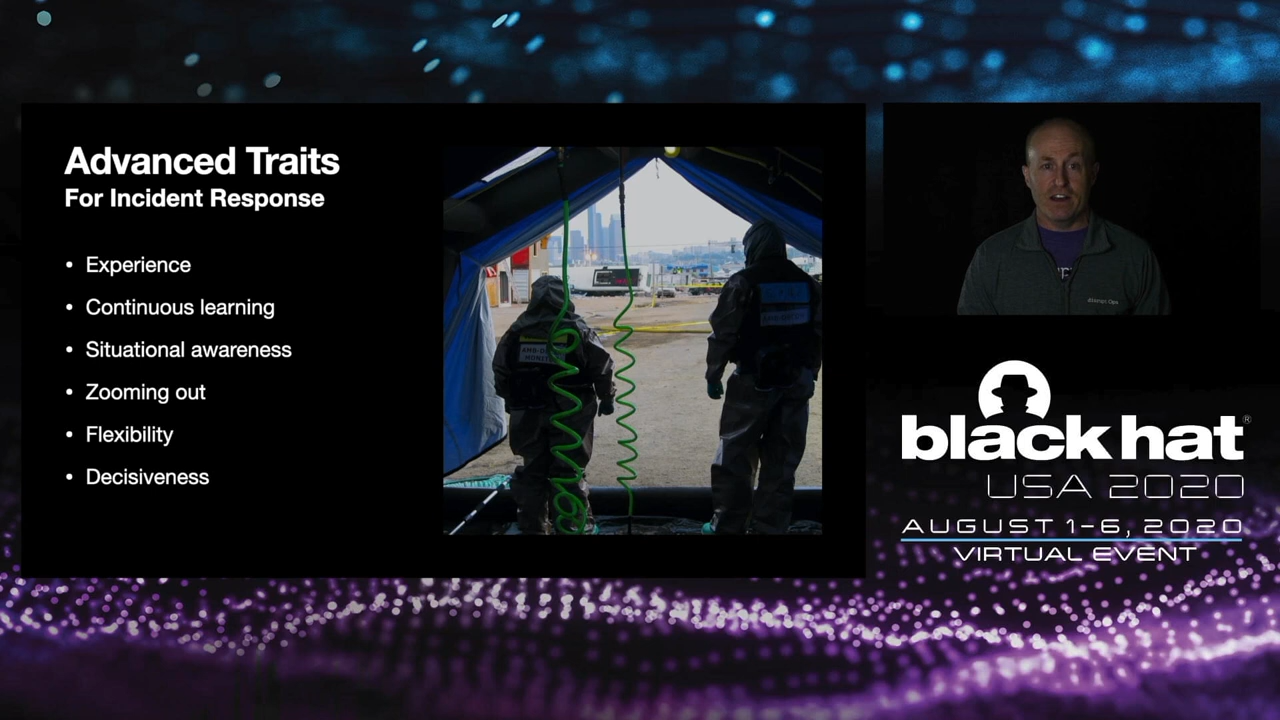 Advanced Traits
For Incident Response
• Experience
• Continuous learning
• Situational awareness
• Zooming out
• Flexibility
• Decisiveness
black hat®
USA 2020
AUGUST 1-6, 2020
VIRTUAL EVENT